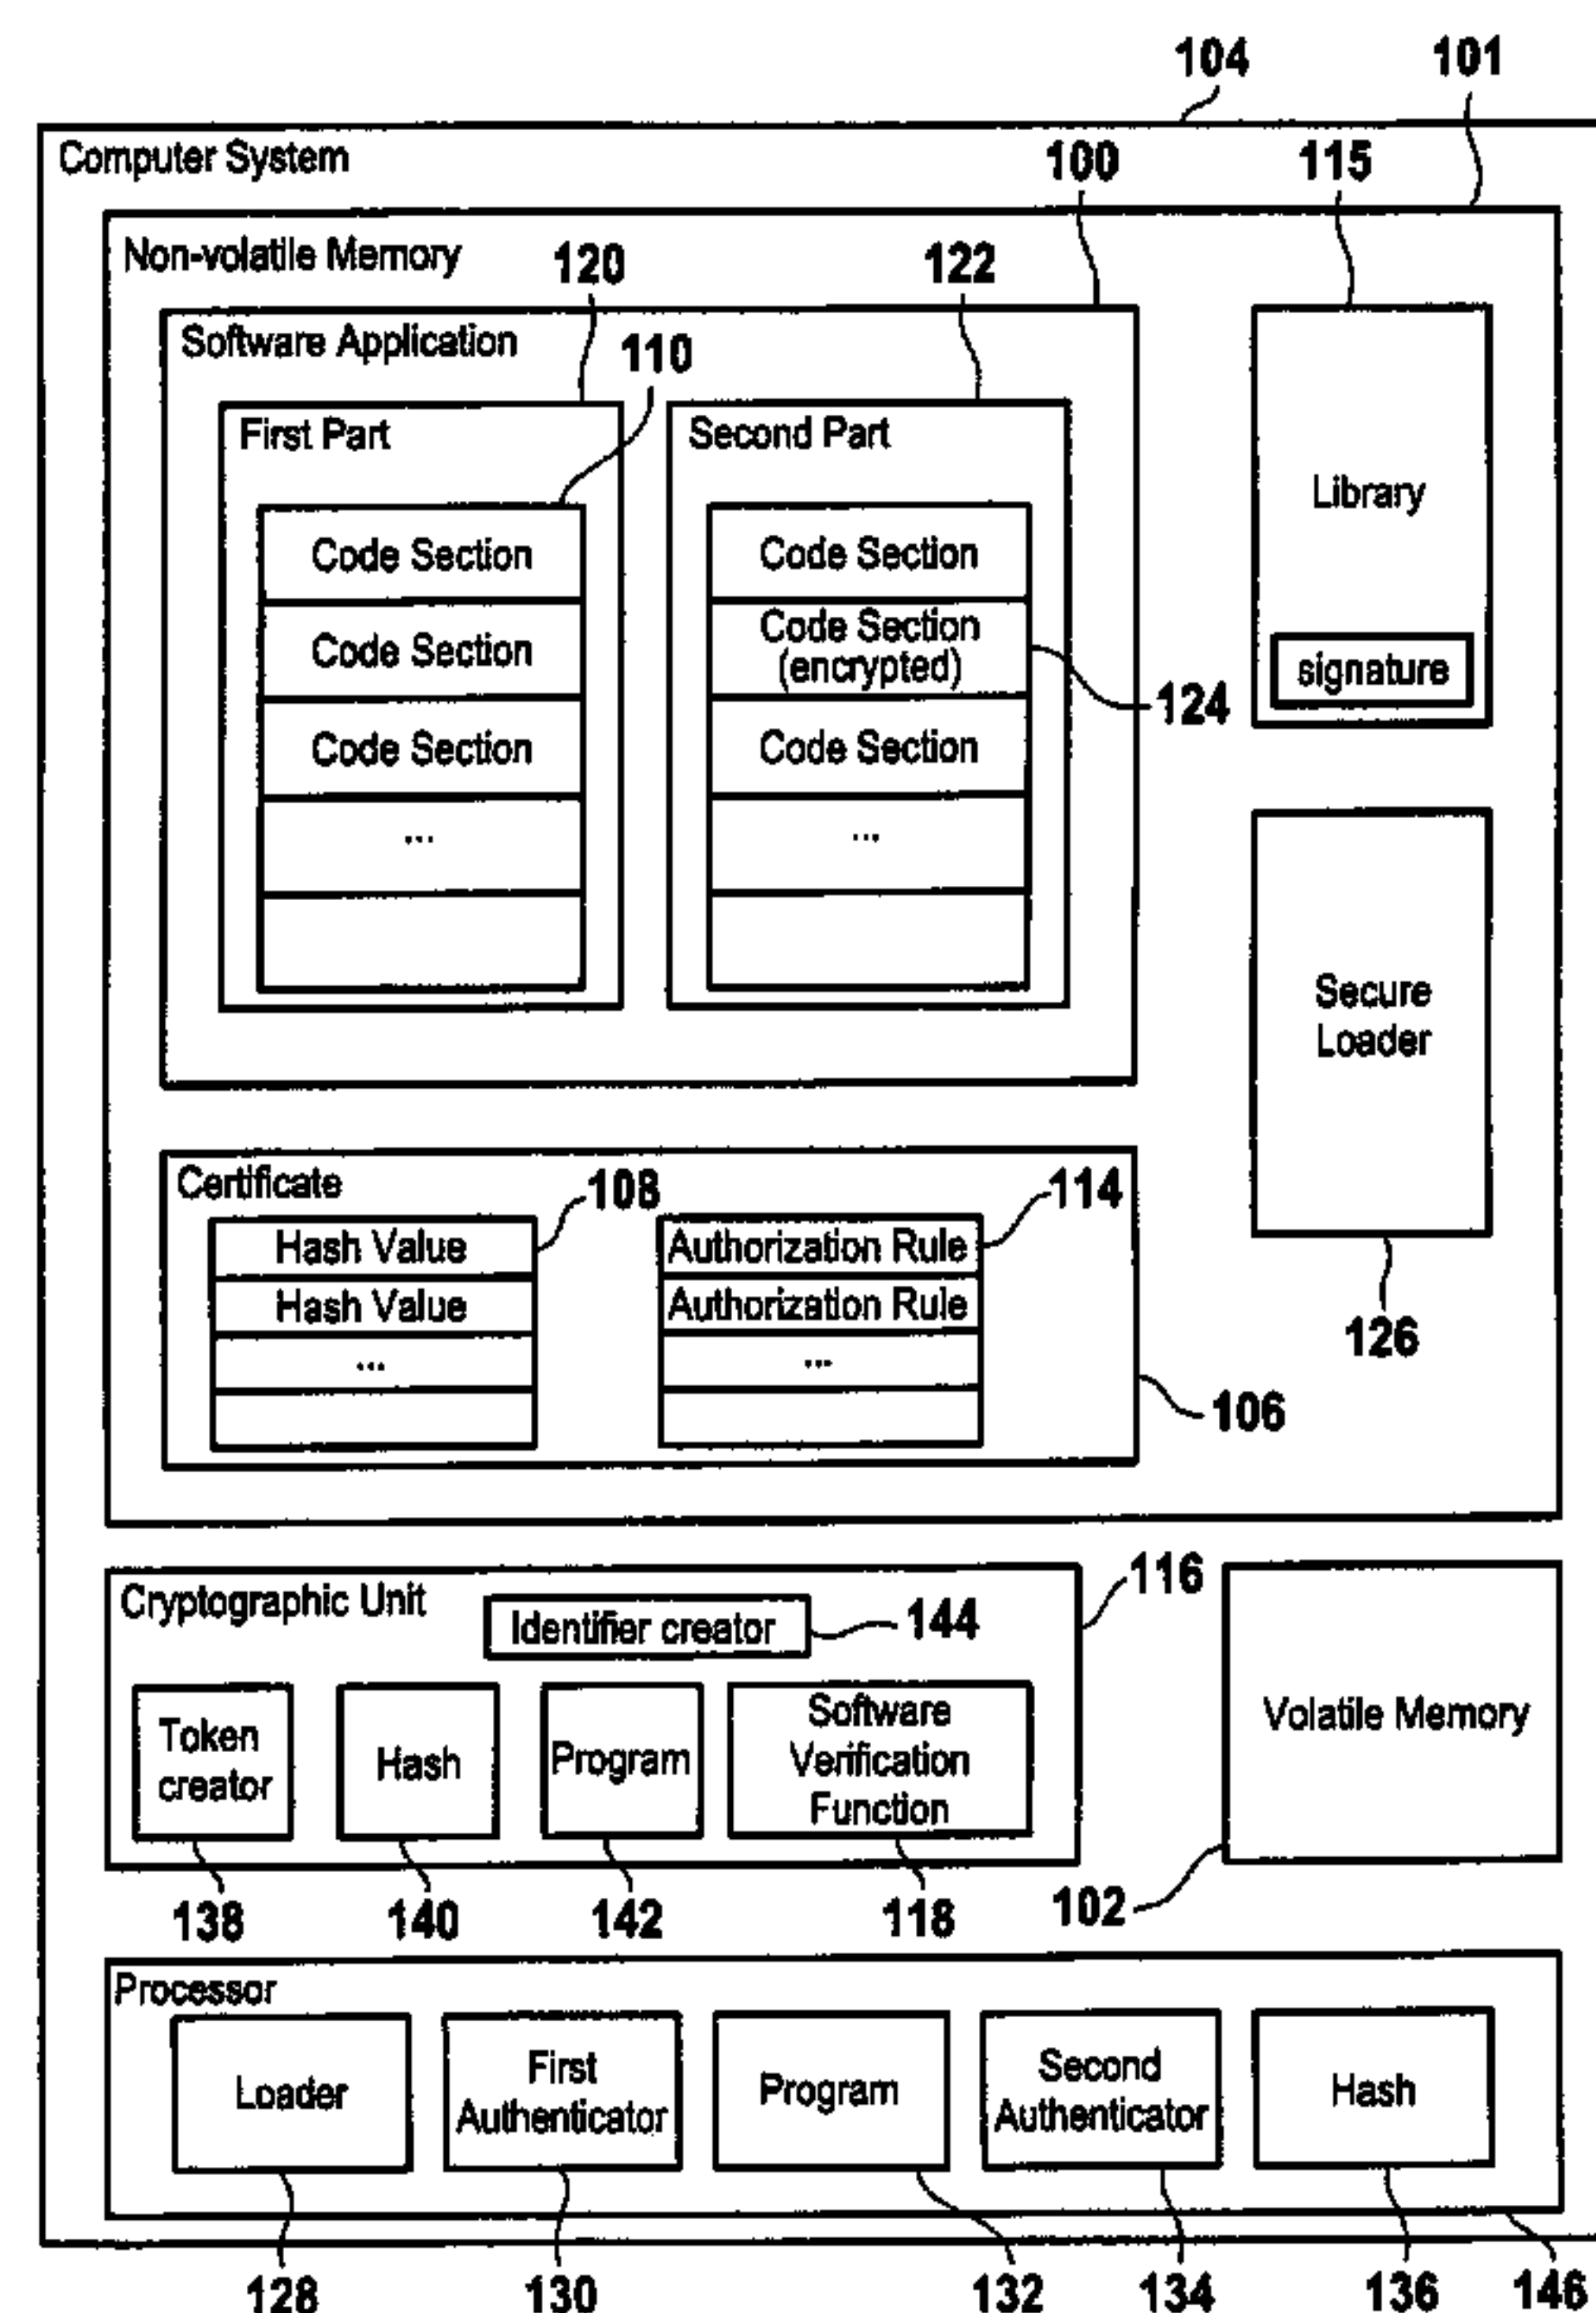 104
101
Computer System
100
115
Non-volatile Memory
120
122
Software Application
110
First Part
Second Part
Library
Code Section
Code Section
Code Section
Code Section
(encrypted)
signature
124
Code Section
Code Section
...
...
Secure
Loader
Certificate
108
114
Hash Value
Authorization Rule
Hash Value
Authorization Rule
126
...
...
106
Cryptographic Unit
116
Identifier creator
144
Token
creator
Hash
Program
Software
Verification
Function
Volatile Memory
138
140
142
118
102
Processor
Loader
First
Authenticator
Program
Second
Authenticator
Hash
128
130
132
134
136
146